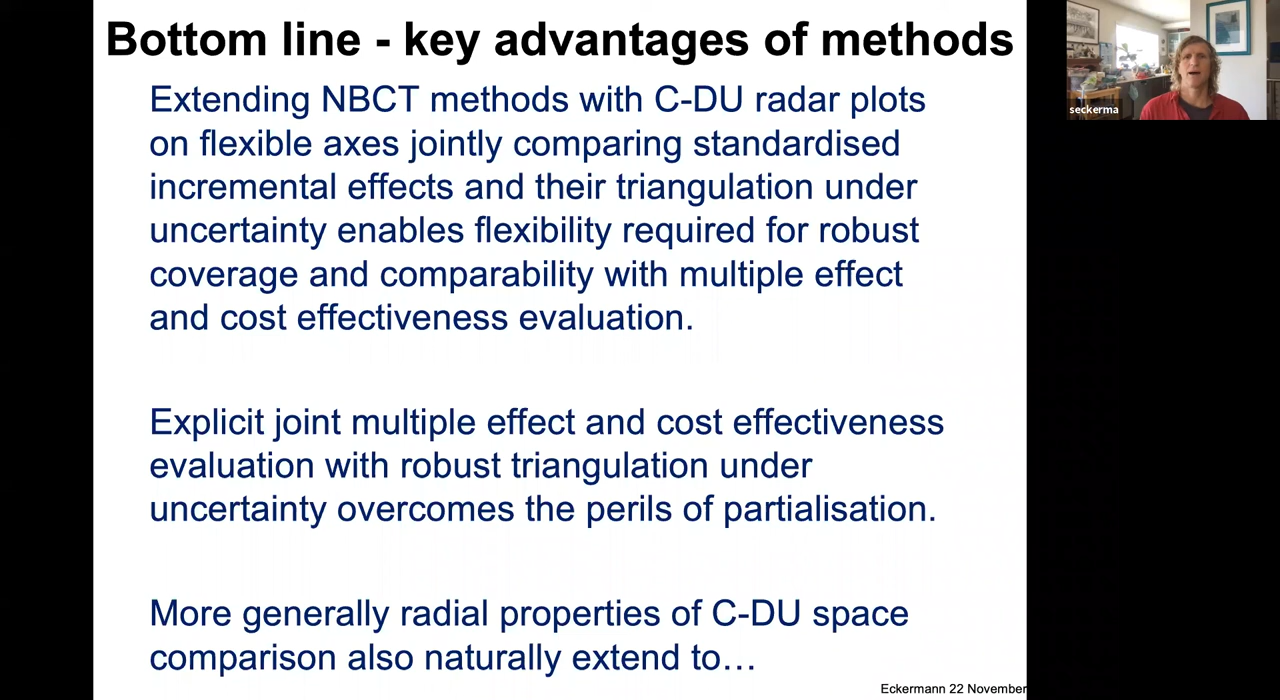 Bottom line - key advantages of methods
Extending NBCT methods with C-DU radar plots
on flexible axes jointly comparing standardised
incremental effects and their triangulation under
uncertainty enables flexibility required for robust
coverage and comparability with multiple effect
and cost effectiveness evaluation.
Explicit joint multiple effect and cost effectiveness
evaluation with robust triangulation under
uncertainty overcomes the perils of partialisation.
More generally radial properties of C-DU space
comparison also naturally extend to…
Eckermann 22 November
seckerma